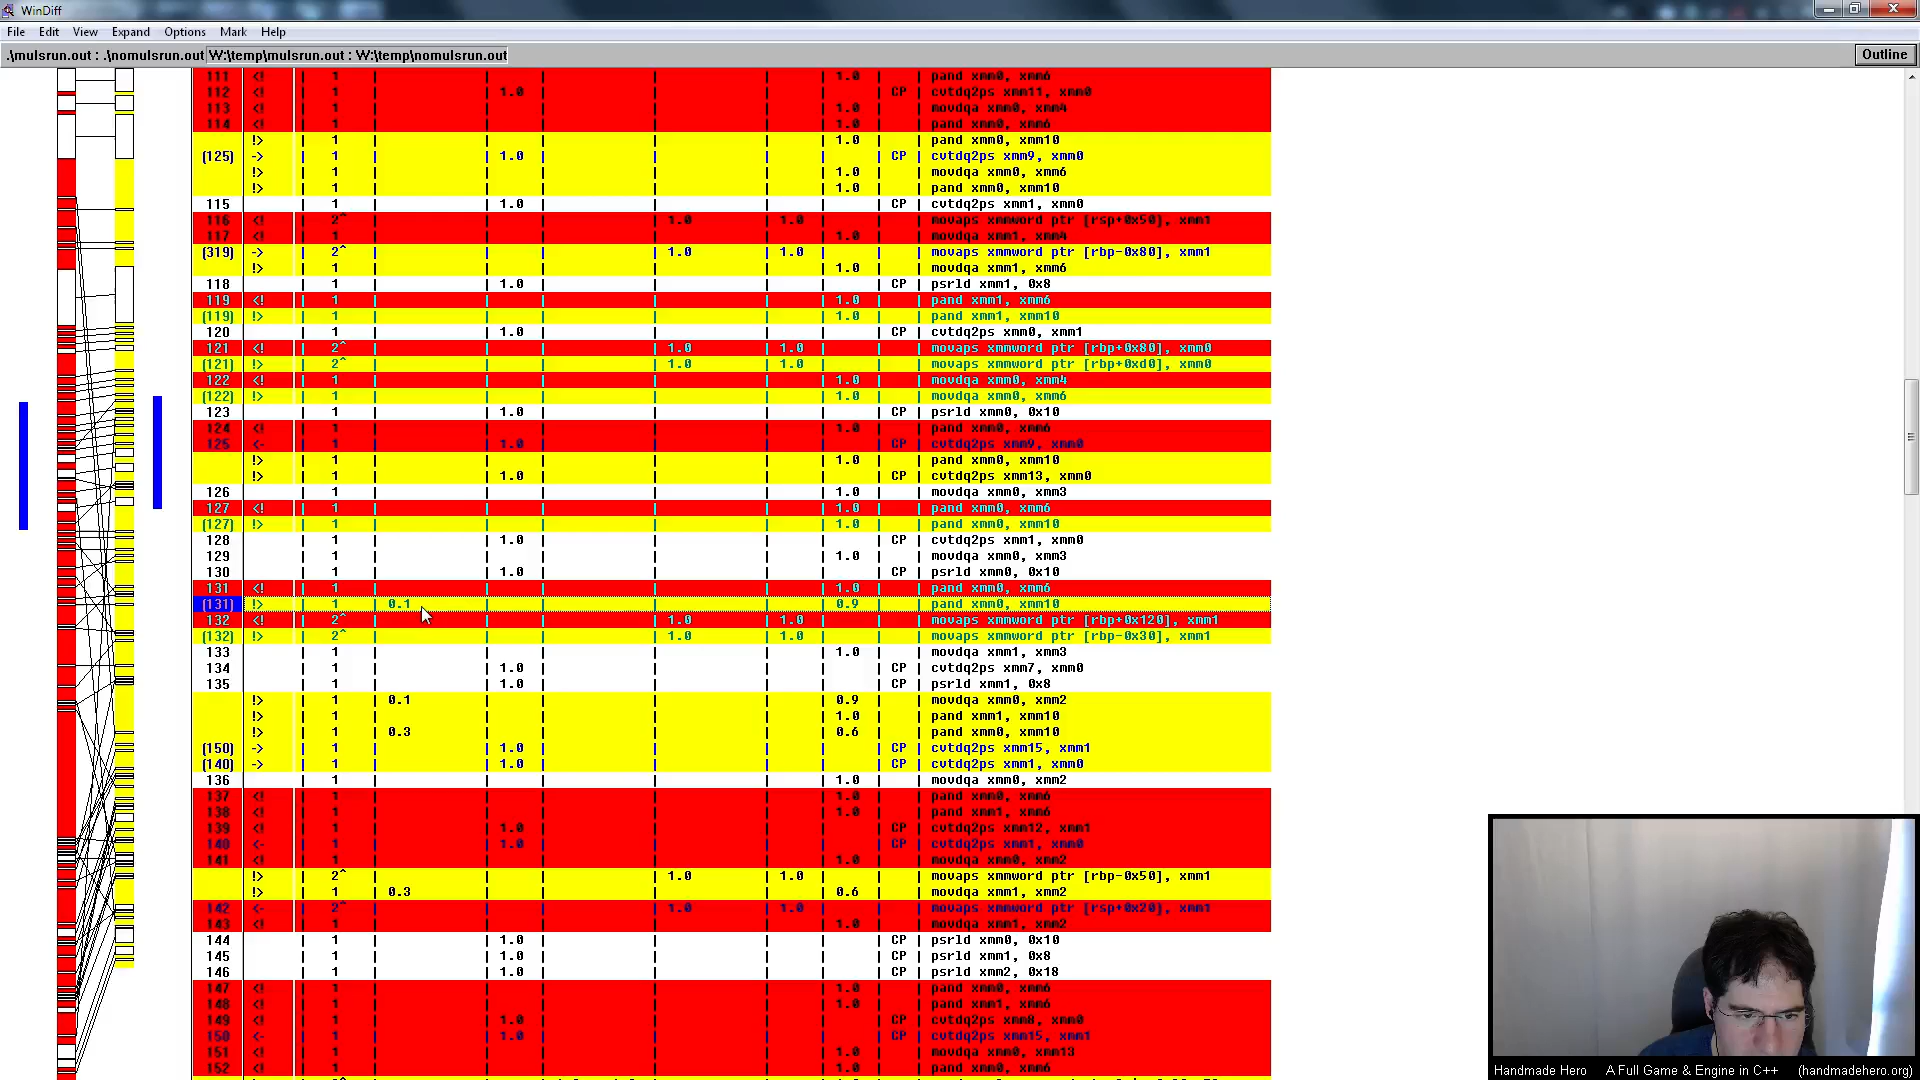 WinDiff
File Edit View Expand Options Mark Help
.\mulsrun.out : .\nomulsrun.out W:\temp\mulsrun.out : W:\temp\nomulsrun.out Outline
111 <! | 1 | | | | | 1.0 | | pand xmm0, xmm6
112 <! | 1 | | 1.0 | | | | CP | cvtdq2ps xmm11, xmm0
113 <! | 1 | | | | | 1.0 | | movdqa xmm0, xmm4
114 <! | 1 | | | | | 1.0 | | pand xmm0, xmm6
!> | 1 | | | | | 1.0 | | pand xmm0, xmm10
(125) -> | 1 | | 1.0 | | | | CP | cvtdq2ps xmm9, xmm0
!> | 1 | | | | | 1.0 | | movdqa xmm0, xmm6
!> | 1 | | | | | 1.0 | | pand xmm0, xmm10
115 | 1 | | 1.0 | | | | CP | cvtdq2ps xmm1, xmm0
116 <! | 2^ | | | | 1.0 | 1.0 | | | movaps xmmword ptr [rsp+0x50], xmm1
117 <! | 1 | | | | | 1.0 | | movdqa xmm1, xmm4
(319) -> | 2^ | | | | 1.0 | 1.0 | | | movaps xmmword ptr [rbp-0x80], xmm1
!> | 1 | | | | | 1.0 | | movdqa xmm1, xmm6
118 | 1 | | 1.0 | | | | CP | psrld xmm1, 0x8
119 <! | 1 | | | | | 1.0 | | pand xmm1, xmm6
(119) !> | 1 | | | | | 1.0 | | pand xmm1, xmm10
120 | 1 | | 1.0 | | | | CP | cvtdq2ps xmm0, xmm1
121 <! | 2^ | | | | 1.0 | 1.0 | | | movaps xmmword ptr [rbp+0x80], xmm0
(121) !> | 2^ | | | | 1.0 | 1.0 | | | movaps xmmword ptr [rbp+0xd0], xmm0
122 <! | 1 | | | | | 1.0 | | movdqa xmm0, xmm4
(122) !> | 1 | | | | | 1.0 | | movdqa xmm0, xmm6
123 | 1 | | 1.0 | | | | CP | psrld xmm0, 0x10
124 <! | 1 | | | | | 1.0 | | pand xmm0, xmm6
125 <- | 1 | | 1.0 | | | | CP | cvtdq2ps xmm9, xmm0
!> | 1 | | | | | 1.0 | | pand xmm0, xmm10
!> | 1 | | 1.0 | | | | CP | cvtdq2ps xmm13, xmm0
126 | 1 | | | | | 1.0 | | movdqa xmm0, xmm3
127 <! | 1 | | | | | 1.0 | | pand xmm0, xmm6
(127) !> | 1 | | | | | 1.0 | | pand xmm0, xmm10
128 | 1 | | 1.0 | | | | CP | cvtdq2ps xmm1, xmm0
129 | 1 | | | | | 1.0 | | movdqa xmm0, xmm3
130 | 1 | | 1.0 | | | | CP | psrld xmm0, 0x10
131 <! | 1 | | | | | 1.0 | | pand xmm0, xmm6
(131) !> | 1 | 0.1 | | | | 0.9 | | pand xmm0, xmm10
132 <! | 2^ | | | | 1.0 | 1.0 | | | movaps xmmword ptr [rbp+0x120], xmm1
(132) !> | 2^ | | | | 1.0 | 1.0 | | | movaps xmmword ptr [rbp-0x30], xmm1
133 | 1 | | | | | 1.0 | | movdqa xmm1, xmm3
134 | 1 | | 1.0 | | | | CP | cvtdq2ps xmm7, xmm0
135 | 1 | | 1.0 | | | | CP | psrld xmm1, 0x8
!> | 1 | 0.1 | | | | 0.9 | | movdqa xmm0, xmm2
!> | 1 | | | | | 1.0 | | pand xmm1, xmm10
!> | 1 | 0.3 | | | | 0.6 | | pand xmm0, xmm10
(150) -> | 1 | | 1.0 | | | | CP | cvtdq2ps xmm15, xmm1
(140) -> | 1 | | 1.0 | | | | CP | cvtdq2ps xmm1, xmm0
136 | 1 | | | | | 1.0 | | movdqa xmm0, xmm2
137 <! | 1 | | | | | 1.0 | | pand xmm0, xmm6
138 <! | 1 | | | | | 1.0 | | pand xmm1, xmm6
139 <! | 1 | | 1.0 | | | | CP | cvtdq2ps xmm12, xmm1
140 <- | 1 | | 1.0 | | | | CP | cvtdq2ps xmm1, xmm0
141 <! | 1 | | | | | 1.0 | | movdqa xmm0, xmm2
!> | 2^ | | | | 1.0 | 1.0 | | | movaps xmmword ptr [rbp-0x50], xmm1
!> | 1 | 0.3 | | | | 0.6 | | movdqa xmm1, xmm2
142 <- | 2^ | | | | 1.0 | 1.0 | | | movaps xmmword ptr [rsp+0x20], xmm1
143 <! | 1 | | | | | 1.0 | | movdqa xmm1, xmm2
144 | 1 | | 1.0 | | | | CP | psrld xmm0, 0x10
145 | 1 | | 1.0 | | | | CP | psrld xmm1, 0x8
146 | 1 | | 1.0 | | | | CP | psrld xmm2, 0x18
147 <! | 1 | | | | | 1.0 | | pand xmm0, xmm6
148 <! | 1 | | | | | 1.0 | | pand xmm1, xmm6
149 <! | 1 | | 1.0 | | | | CP | cvtdq2ps xmm8, xmm0
150 <- | 1 | | 1.0 | | | | CP | cvtdq2ps xmm15, xmm1
151 <! | 1 | | | | | 1.0 | | movdqa xmm0, xmm13
152 <! | 1 | | | | | 1.0 | | pand xmm0, xmm6
Handmade Hero A Full Game & Engine in C++ (handmadehero.org)